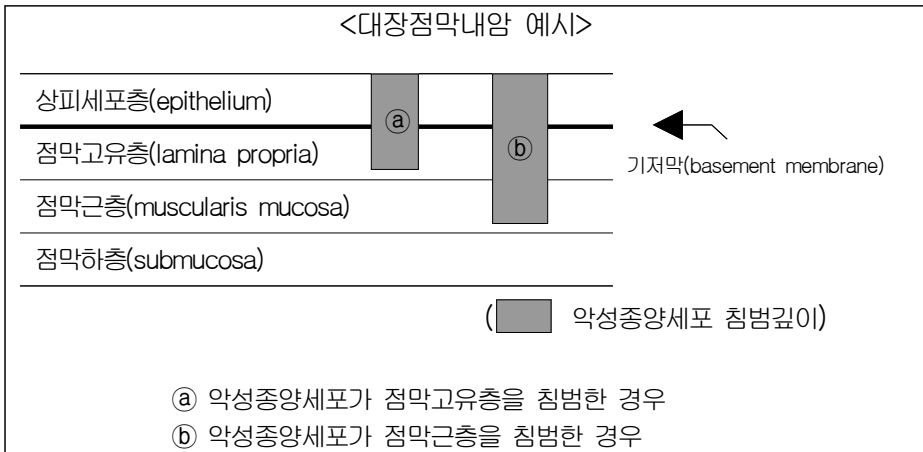 <대장점막내암 예시>
상피세포층(epithelium)
ⓐ
점막고유층(lamina propria)
ⓑ
기저막(basement membrane)
점막근층(muscularis mucosa)
점막하층(submucosa)
( 악성종양세포 침범깊이)
ⓐ 악성종양세포가 점막고유층을 침범한 경우
ⓑ 악성종양세포가 점막근층을 침범한 경우